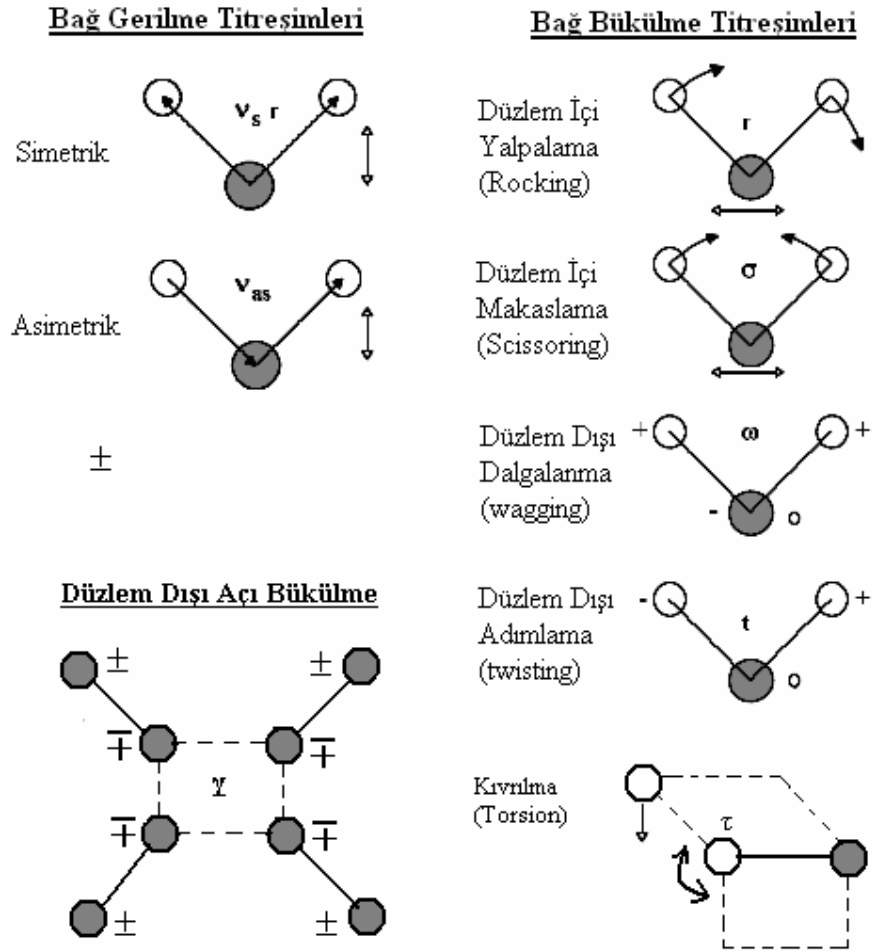 Bağ Gerilme Titreşimleri
Simetrik
νs r
Asimetrik
νas
±
Düzlem Dışı Açı Bükülme
± ±
∓ ∓
γ
∓ ∓
± ±
Bağ Bükülme Titreşimleri
Düzlem İçi
Yalpalama
(Rocking)
r
Düzlem İçi
Makaslama
(Scissoring)
σ
Düzlem Dışı
Dalgalanma
(wagging)
+ ω +
- o
Düzlem Dışı
Adımlama
(twisting)
- t +
o
Kıvrılma
(Torsion)
τ